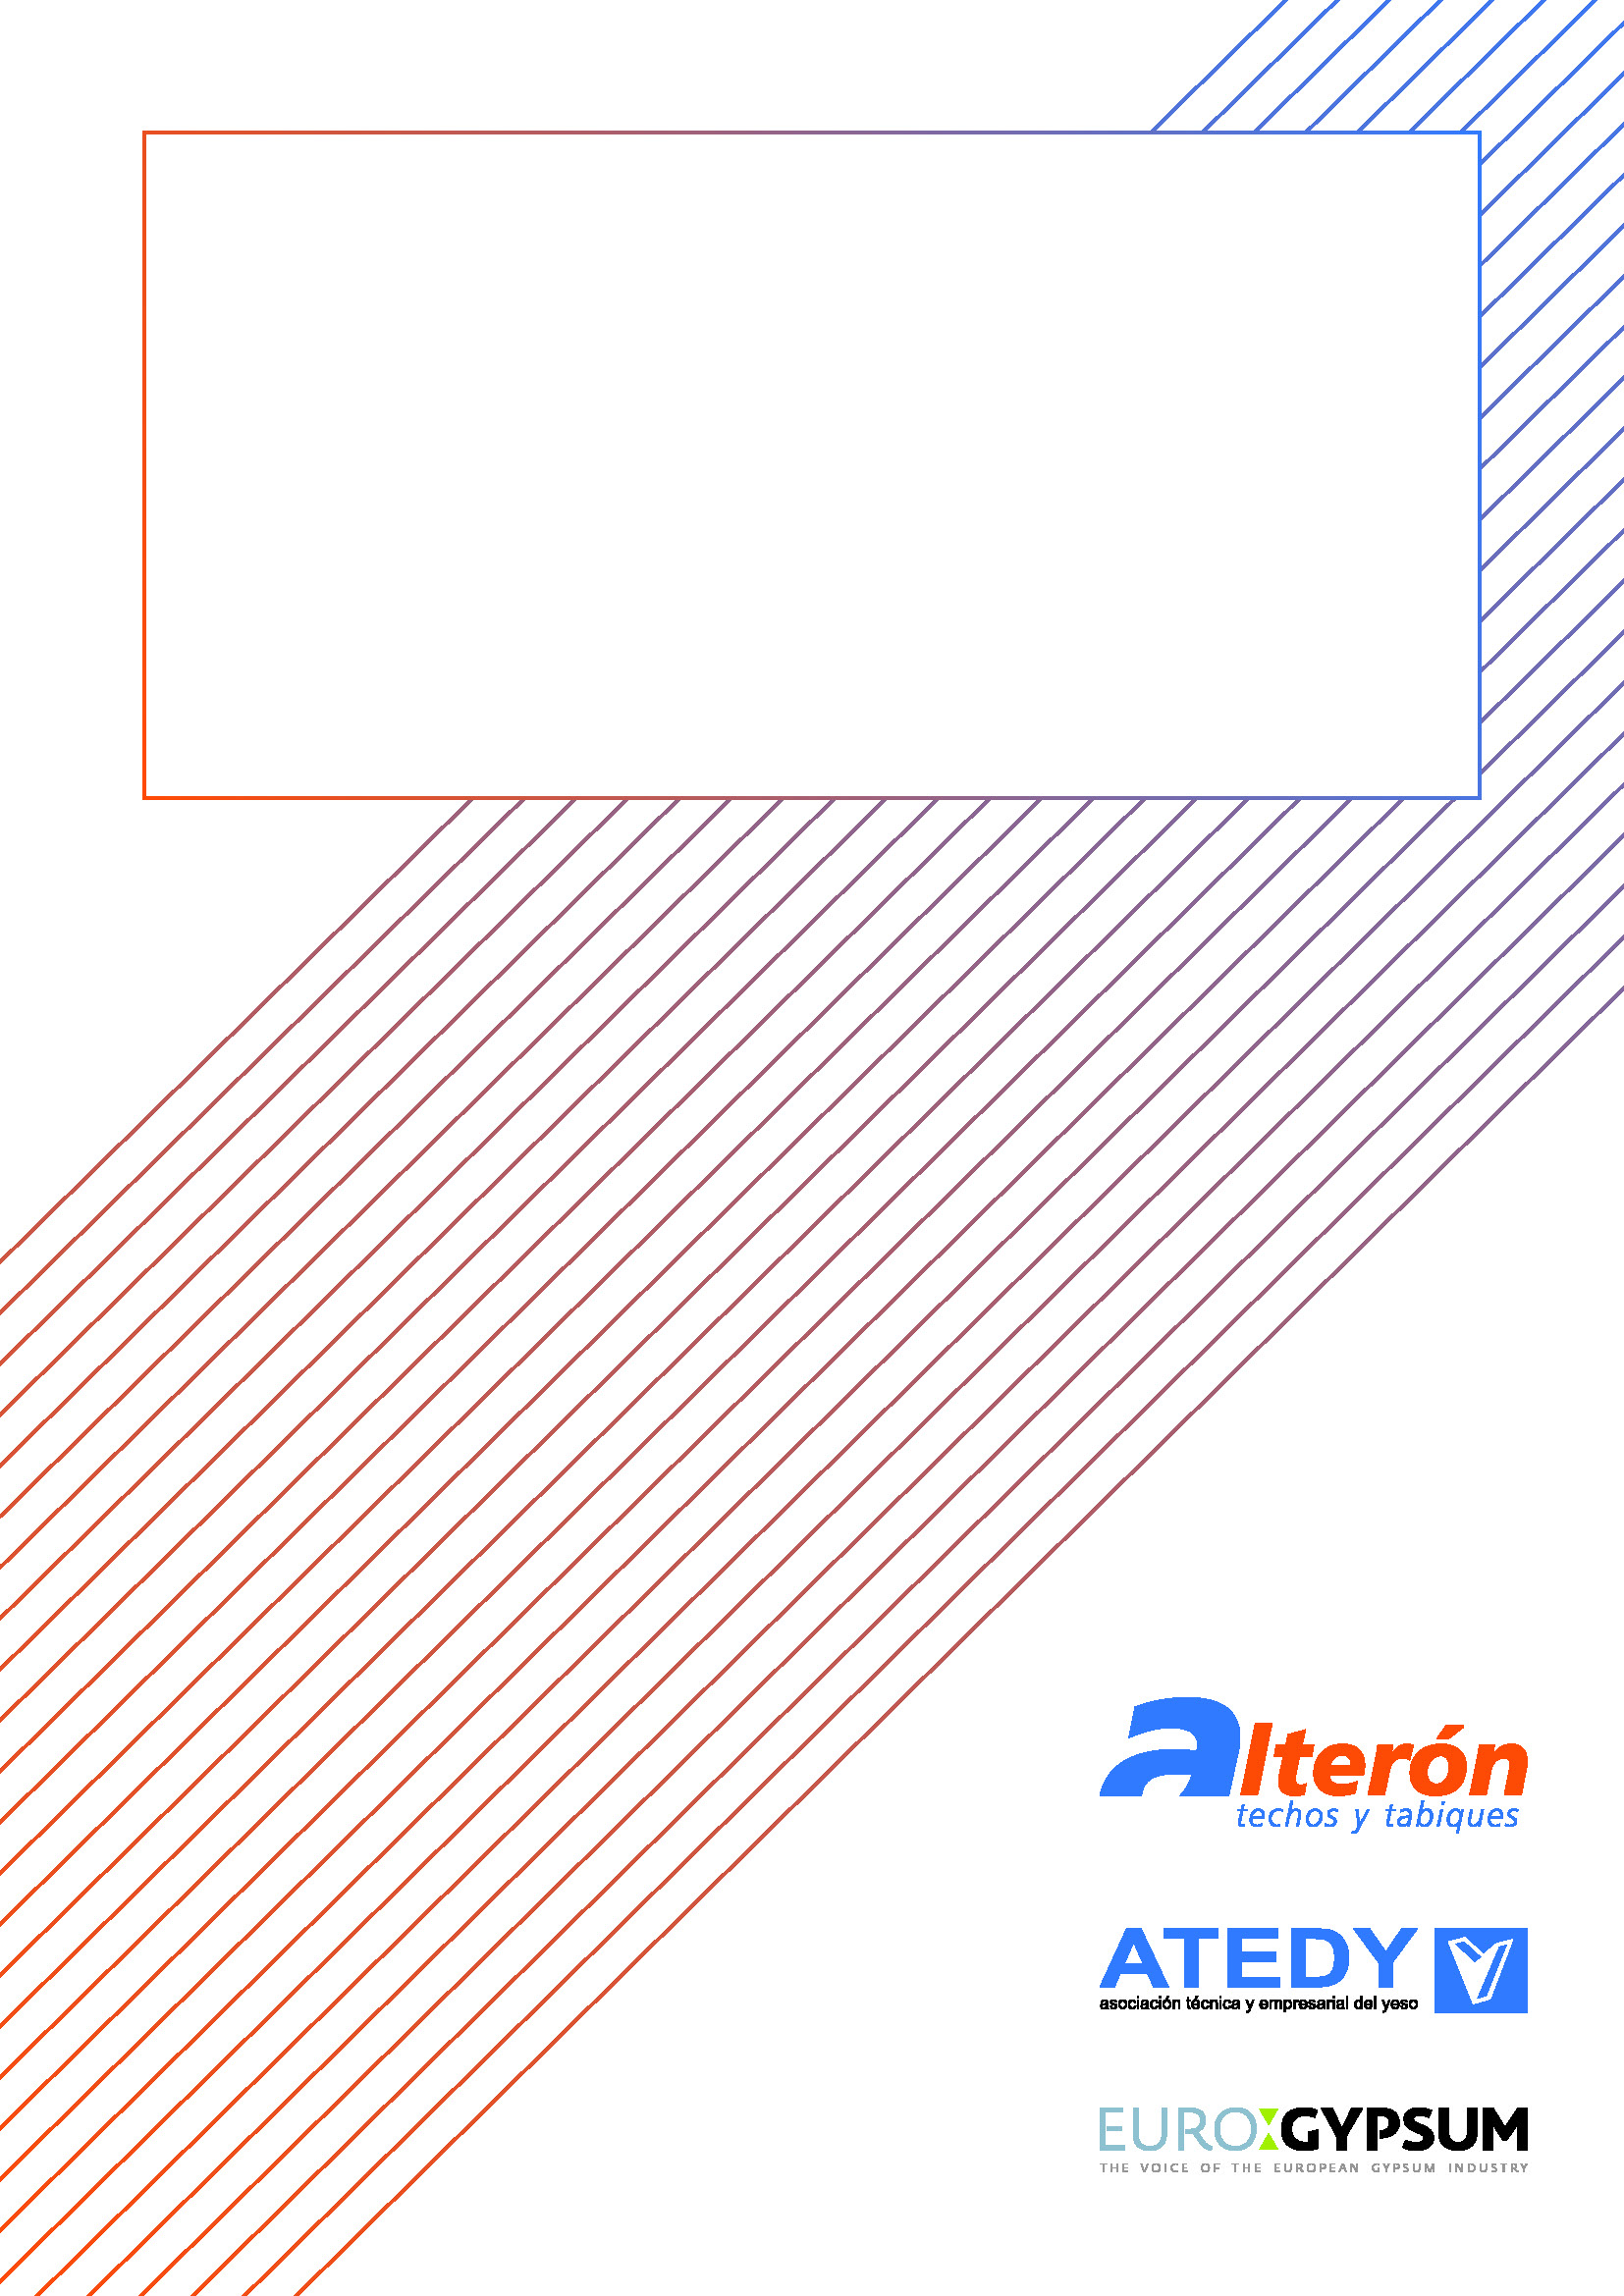 alterón
techos y tabiques
ATEDY
asociación técnica y empresarial del yeso
EUROGYPSUM
THE VOICE OF THE EUROPEAN GYPSUM INDUSTRY